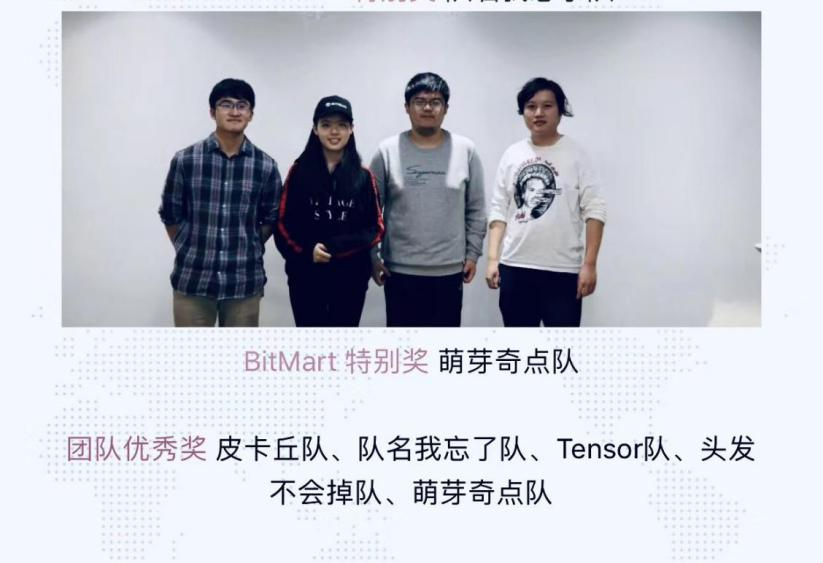 VINTAGE
STYLE
BitMart 特别奖 萌芽奇点队
团队优秀奖 皮卡丘队、队名我忘了队、Tensor队、头发
不会掉队、萌芽奇点队